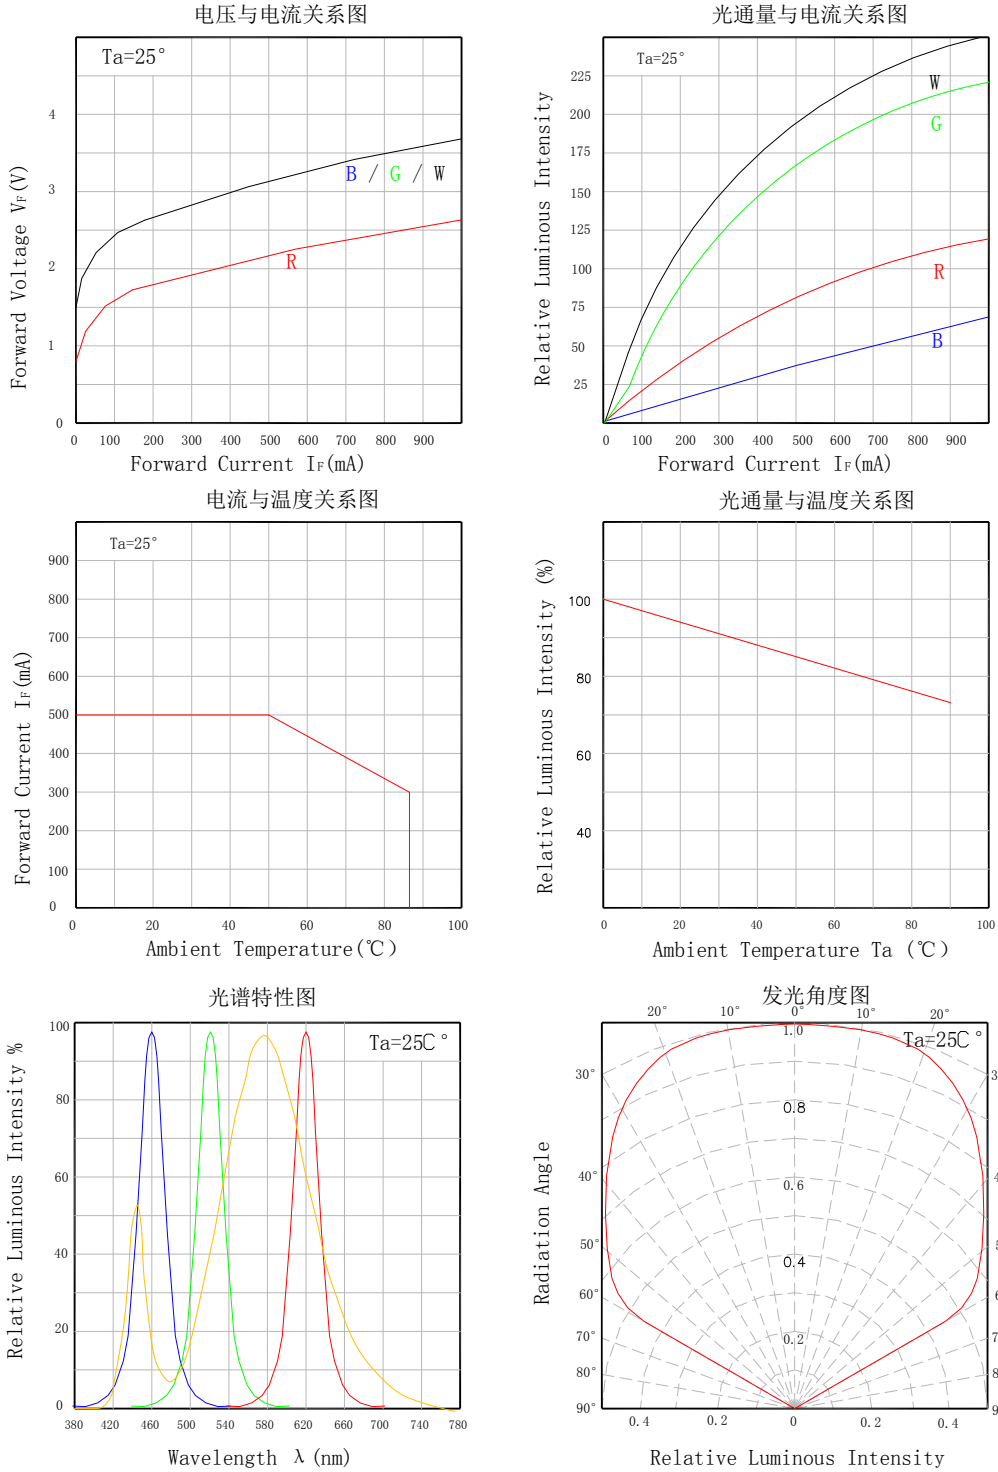 电压与电流关系图
Ta=25°
Forward Voltage VF(V)
4
3
2
1
0
B / G / W
R
0 100 200 300 400 500 600 700 800 900
Forward Current IF(mA)
光通量与电流关系图
Ta=25°
Relative Luminous Intensity
225
200
175
150
125
100
75
50
25
W
G
R
B
0 100 200 300 400 500 600 700 800 900
Forward Current IF(mA)
电流与温度关系图
Ta=25°
Forward Current IF(mA)
900
800
700
600
500
400
300
200
100
0
0 20 40 60 80 100
Ambient Temperature(℃)
光通量与温度关系图
Relative Luminous Intensity (%)
100
80
60
40
0 20 40 60 80 100
Ambient Temperature Ta (℃)
光谱特性图
Ta=25C°
Relative Luminous Intensity %
100
80
60
40
20
0
380 420 460 500 540 580 620 660 700 740 780
Wavelength λ(nm)
发光角度图
20° 10° 0° 10° 20°
Ta=25C°
Radiation Angle
1.0
30° 3
0.8
40° 4
0.6
50° 5
0.4
60° 6
70° 7
0.2
80° 8
90° 9
0.4 0.2 0 0.2 0.4
Relative Luminous Intensity